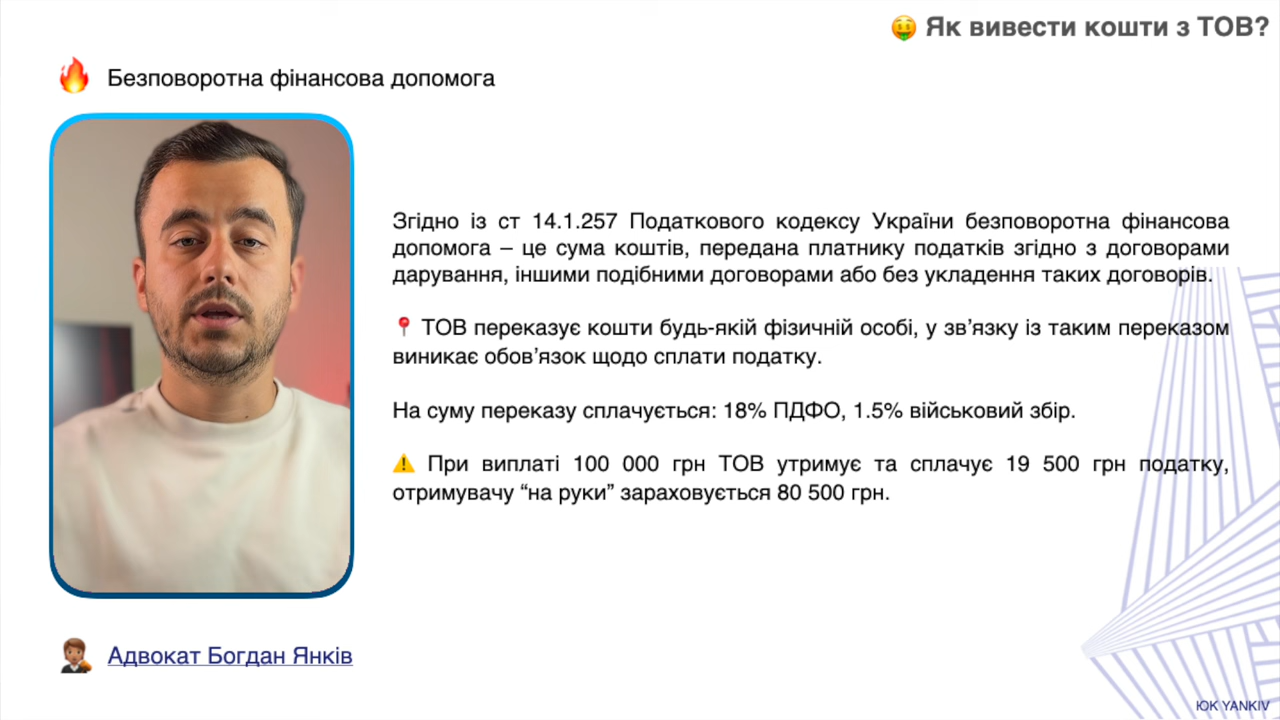 🤑 Як вивести кошти з ТОВ?
🔥 Безповоротна фінансова допомога
Згідно із ст 14.1.257 Податкового кодексу України безповоротна фінансова
допомога – це сума коштів, передана платнику податків згідно з договорами
дарування, іншими подібними договорами або без укладення таких договорів.
📍 ТОВ переказує кошти будь-якій фізичній особі, у зв’язку із таким переказом
виникає обов’язок щодо сплати податку.
На суму переказу сплачується: 18% ПДФО, 1.5% військовий збір.
⚠️ При виплаті 100 000 грн ТОВ утримує та сплачує 19 500 грн податку,
отримувачу “на руки” зараховується 80 500 грн.
Адвокат Богдан Янків
ЮК YANKIV